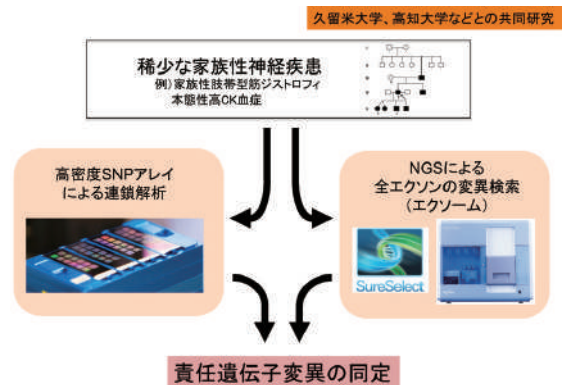 久留米大学、高知大学などとの共同研究
稀少な家族性神経疾患
例)家族性肢帯型筋ジストロフィ
本態性高CK血症
高密度SNPアレイ
による連鎖解析
NGSによる
全エクソンの変異検索
(エクソーム)
SureSelect
責任遺伝子変異の同定